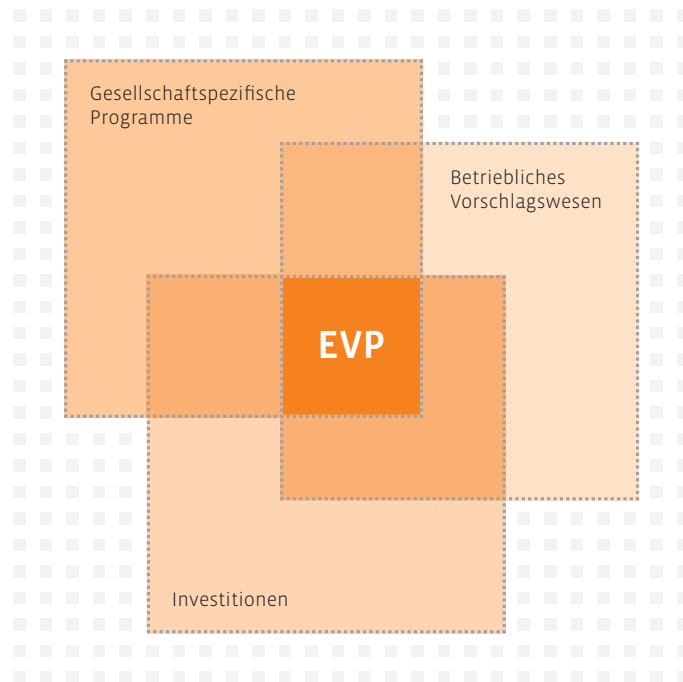 Gesellschaftspezifische
Programme
Betriebliches
Vorschlagswesen
EVP
Investitionen